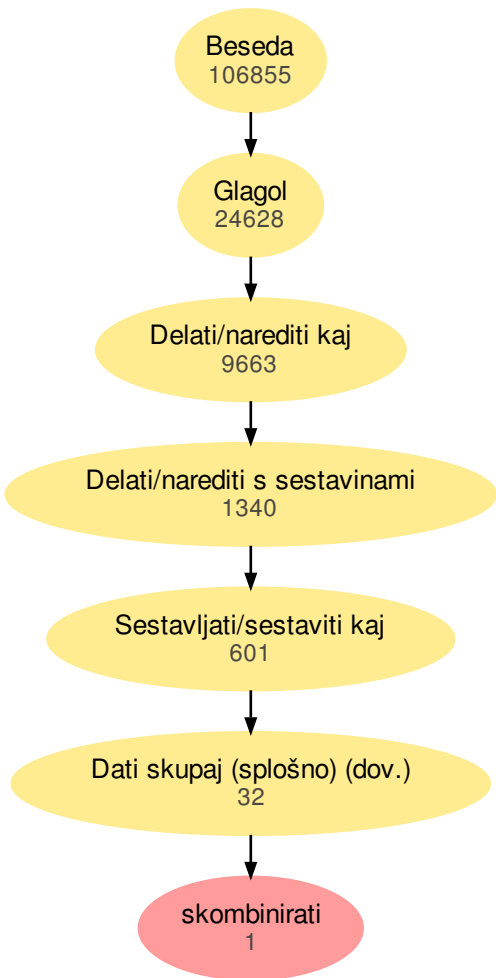 Beseda
106855
Glagol
24628
Delati/narediti kaj
9663
Delati/narediti s sestavinami
1340
Sestavljati/sestaviti kaj
601
Dati skupaj (splošno) (dov.)
32
skombinirati
1